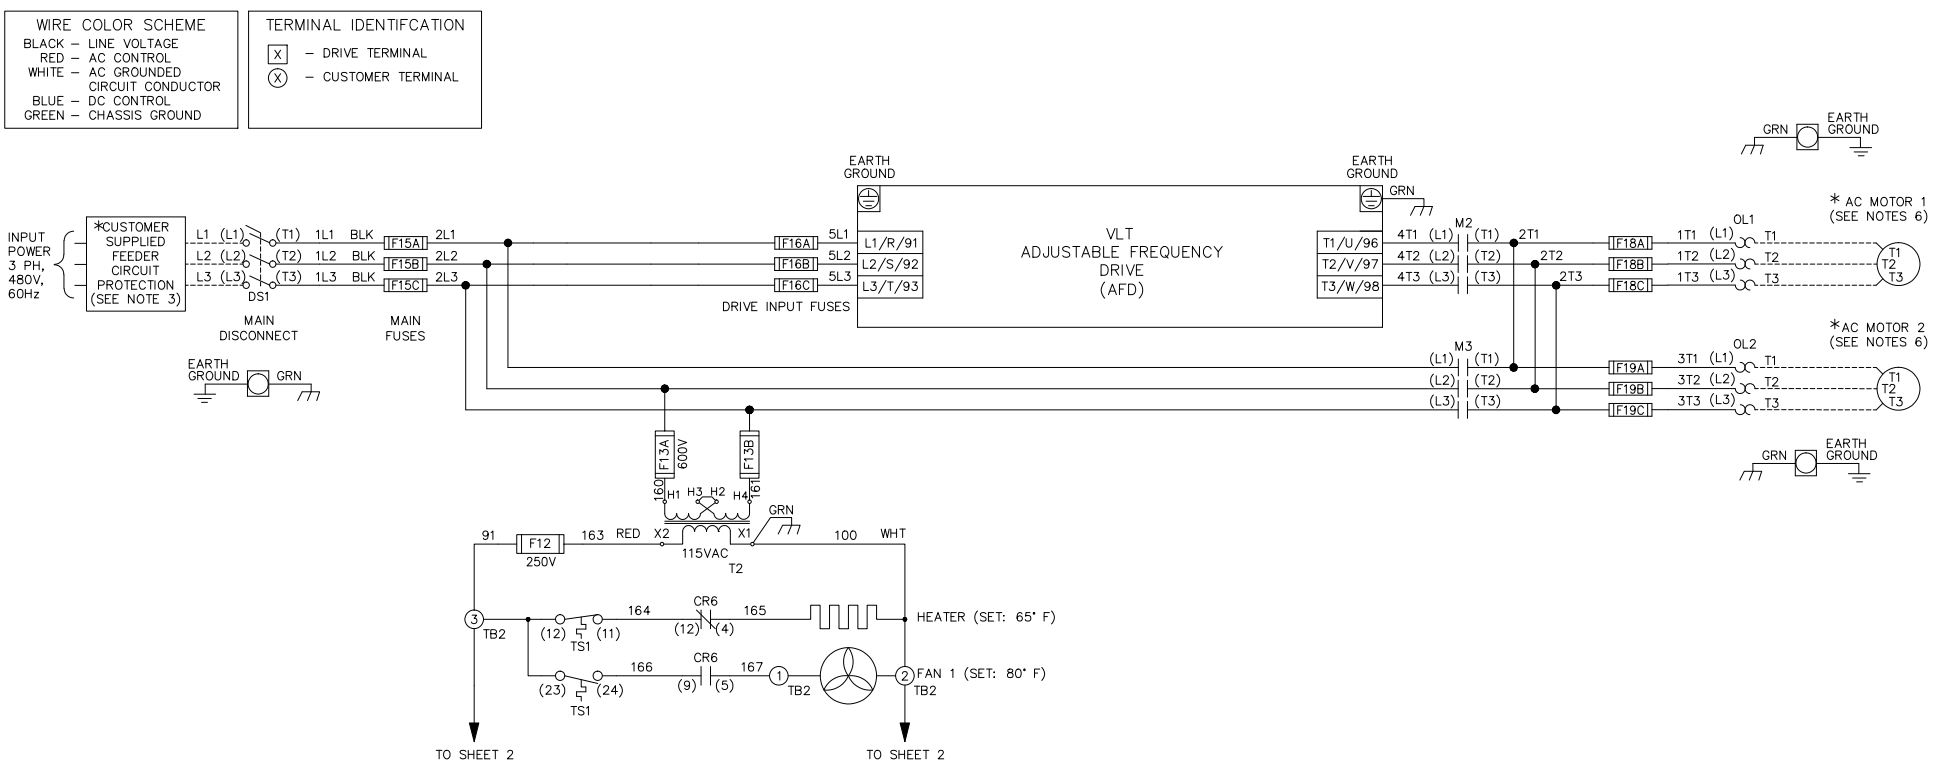 WIRE COLOR SCHEME
BLACK – LINE VOLTAGE
RED – AC CONTROL
WHITE – AC GROUNDED
CIRCUIT CONDUCTOR
BLUE – DC CONTROL
GREEN – CHASSIS GROUND
TERMINAL IDENTIFCATION
X – DRIVE TERMINAL
X – CUSTOMER TERMINAL
GRN
EARTH
GROUND
EARTH
GROUND
EARTH
GROUND
GRN
INPUT
POWER
3 PH,
480V,
60Hz
*CUSTOMER
SUPPLIED
FEEDER
CIRCUIT
PROTECTION
(SEE NOTE 3)
L1 (L1) (T1) 1L1 BLK F15A 2L1
L2 (L2) (T2) 1L2 BLK F15B 2L2
L3 (L3) (T3) 1L3 BLK F15C 2L3
DS1
MAIN
DISCONNECT
MAIN
FUSES
F16A 5L1 L1/R/91
F16B 5L2 L2/S/92
F16C 5L3 L3/T/93
DRIVE INPUT FUSES
VLT
ADJUSTABLE FREQUENCY
DRIVE
(AFD)
M2
T1/U/96 4T1 (L1) (T1) 2T1 F18A 1T1 (L1) T1
T2/V/97 4T2 (L2) (T2) 2T2 F18B 1T2 (L2) T2
T3/W/98 4T3 (L3) (T3) 2T3 F18C 1T3 (L3) T3
OL1
* AC MOTOR 1
(SEE NOTES 6)
T1
T2
T3
EARTH
GROUND
GRN
M3
(L1) (T1) F19A 3T1 (L1) T1
(L2) (T2) F19B 3T2 (L2) T2
(L3) (T3) F19C 3T3 (L3) T3
OL2
*AC MOTOR 2
(SEE NOTES 6)
T1
T2
T3
GRN
EARTH
GROUND
F13A
600V
F13B
160
161
H1 H3 H2 H4
GRN
91 F12 163 RED X2 X1 100 WHT
250V
115VAC
T2
3
TB2
(12) (11)
TS1
164
CR6
(12) (4)
165
HEATER (SET: 65° F)
(23) (24)
TS1
166
CR6
(9) (5)
167
1
TB2
2
TB2
FAN 1 (SET: 80° F)
TO SHEET 2
TO SHEET 2